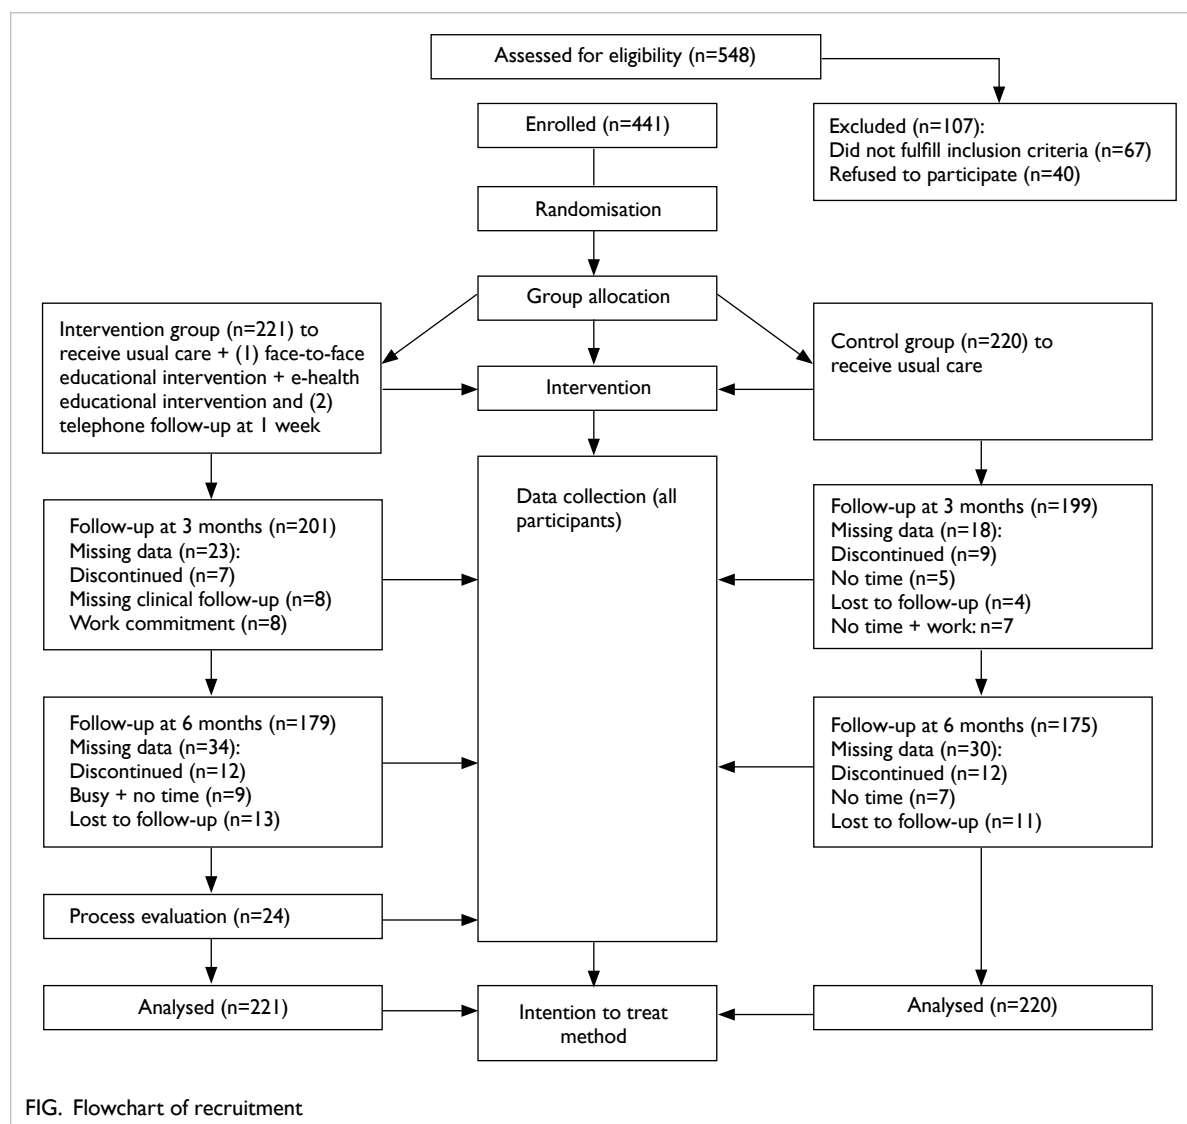 Assessed for eligibility (n=548)
Enrolled (n=441)
Excluded (n=107):
Did not fulfill inclusion criteria (n=67)
Refused to participate (n=40)
Randomisation
Group allocation
Intervention group (n=221) to
receive usual care + (1) face-to-face
educational intervention + e-health
educational intervention and (2)
telephone follow-up at 1 week
Intervention
Control group (n=220) to
receive usual care
Follow-up at 3 months (n=201)
Missing data (n=23):
Discontinued (n=7)
Missing clinical follow-up (n=8)
Work commitment (n=8)
Data collection (all
participants)
Follow-up at 3 months (n=199)
Missing data (n=18):
Discontinued (n=9)
No time (n=5)
Lost to follow-up (n=4)
No time + work: n=7
Follow-up at 6 months (n=179)
Missing data (n=34):
Discontinued (n=12)
Busy + no time (n=9)
Lost to follow-up (n=13)
Follow-up at 6 months (n=175)
Missing data (n=30):
Discontinued (n=12)
No time (n=7)
Lost to follow-up (n=11)
Process evaluation (n=24)
Analysed (n=221)
Intention to treat
method
Analysed (n=220)
FIG. Flowchart of recruitment